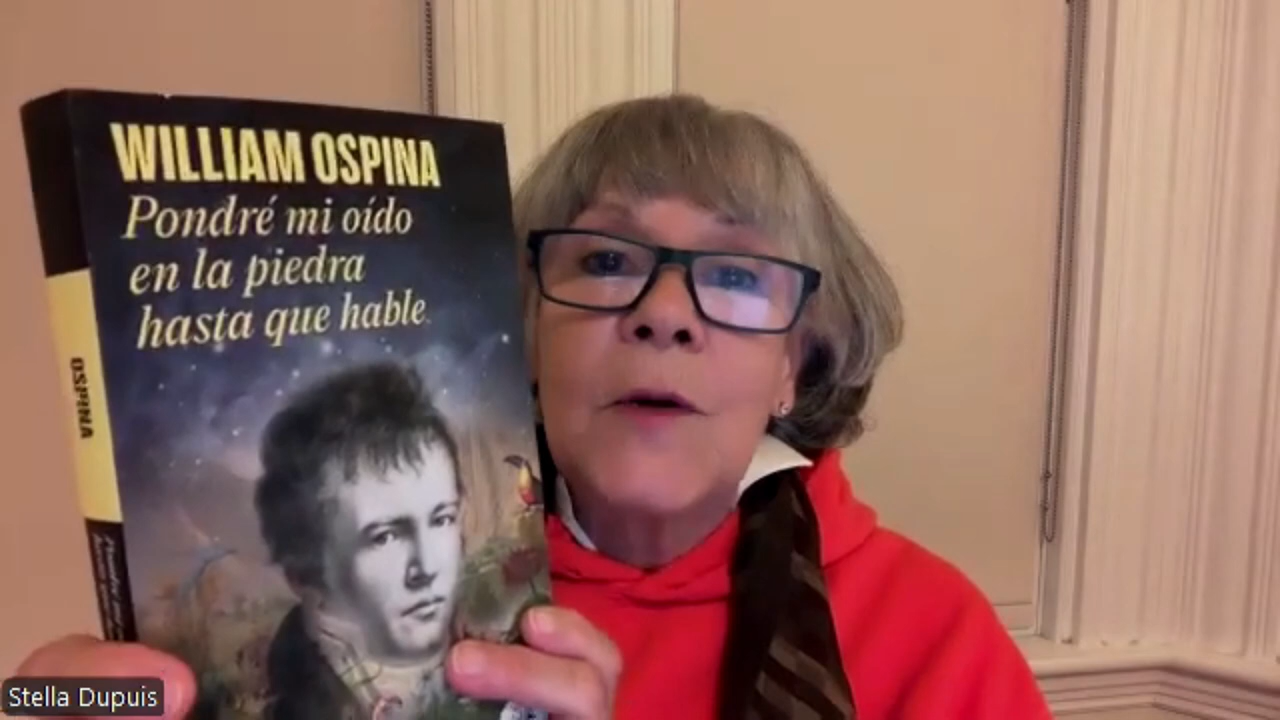 WILLIAM OSPINA
Pondré mi oído
en la piedra
hasta que hable
OSPINA
Stella Dupuis